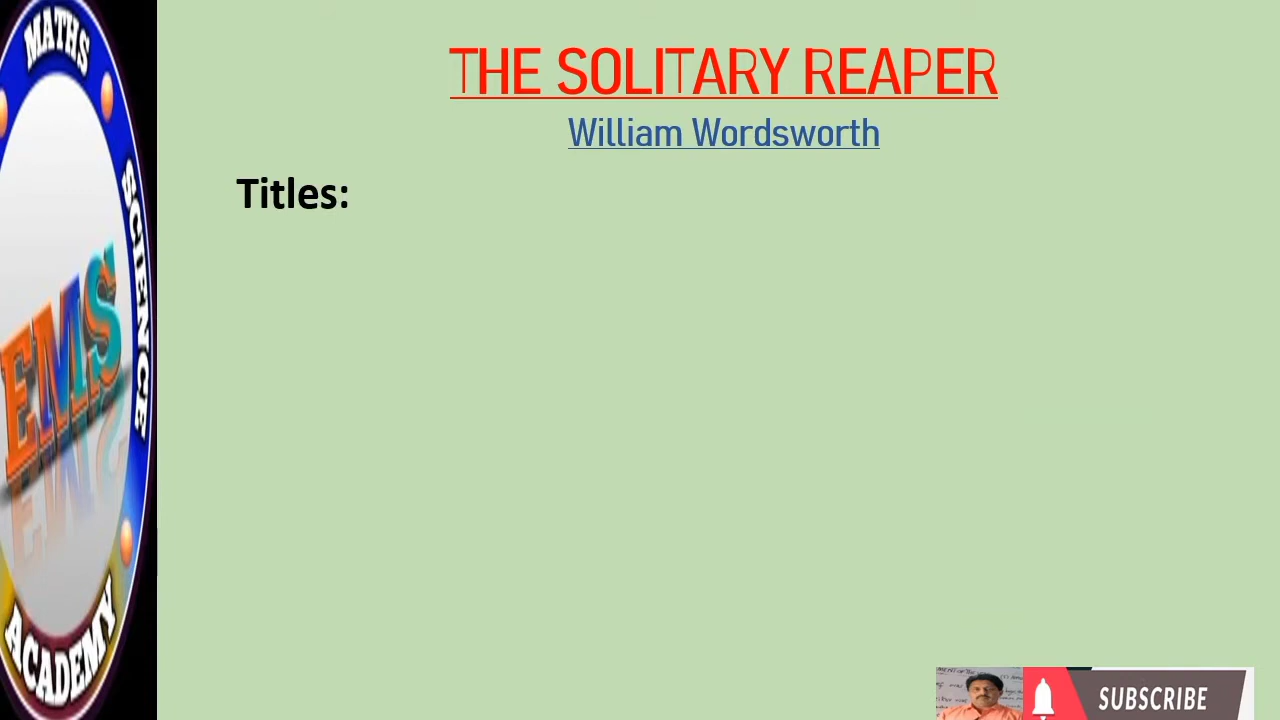 THE SOLITARY REAPER
William Wordsworth
Titles:
MATHS
SCIENCE
EMS
ACADEMY
SUBSCRIBE